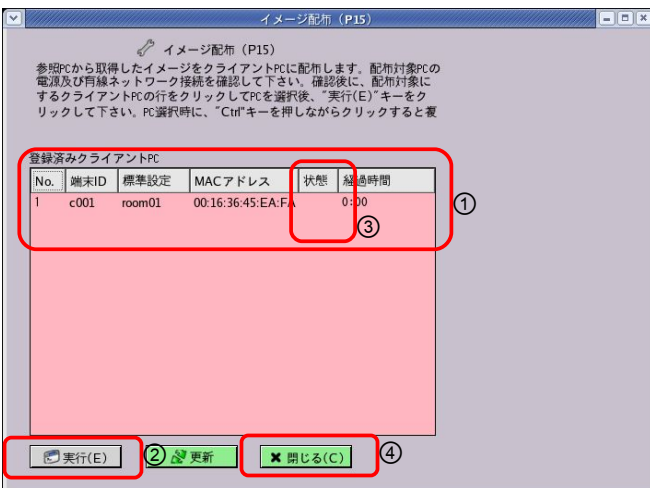 イメージ配布 (P15)
イメージ配布 (P15)
参照PCから取得したイメージをクライアントPCに配布します。配布対象PCの
電源及び有線ネットワーク接続を確認して下さい。確認後に、配布対象に
するクライアントPCの行をクリックしてPCを選択後、"実行(E)"キーをク
リックして下さい。PC選択時に、"Ctrl"キーを押しながらクリックすると複
登録済みクライアントPC
No. 端末ID 標準設定 MACアドレス 状態 経過時間
1 c001 room01 00:16:36:45:EA:FA 0:00
①
③
実行(E) ② 更新 閉じる(C) ④